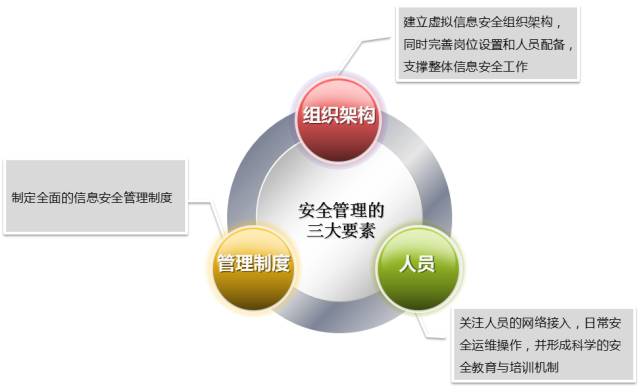 建立虚拟信息安全组织架构，
同时完善岗位设置和人员配备，
支撑整体信息安全工作
组织架构
制定全面的信息安全管理制度
安全管理的
三大要素
管理制度
人员
关注人员的网络接入，日常安
全运维操作，并形成科学的安
全教育与培训机制